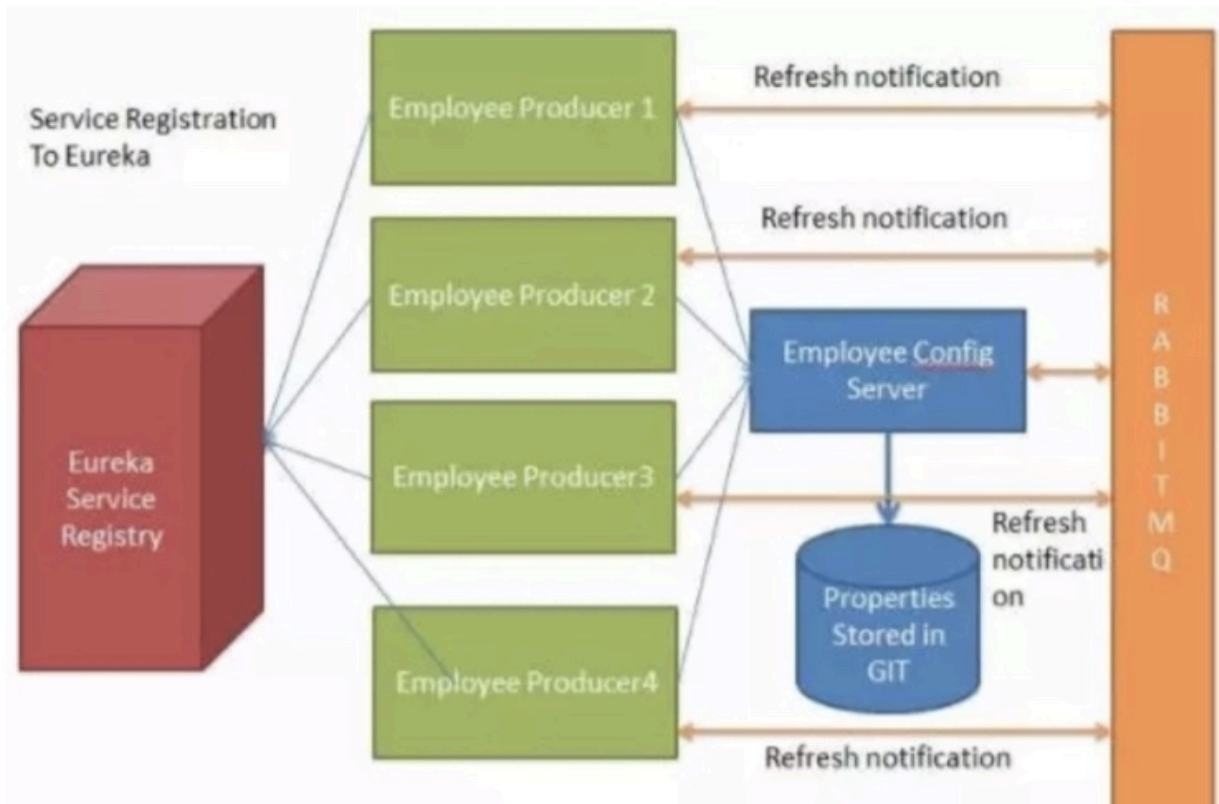 Service Registration
To Eureka
Eureka
Service
Registry
Employee Producer 1
Employee Producer 2
Employee Producer3
Employee Producer4
Refresh notification
Refresh notification
Employee Config
Server
Refresh
notificati
on
Properties
Stored in
GIT
Refresh notification
R
A
B
B
I
T
M
Q